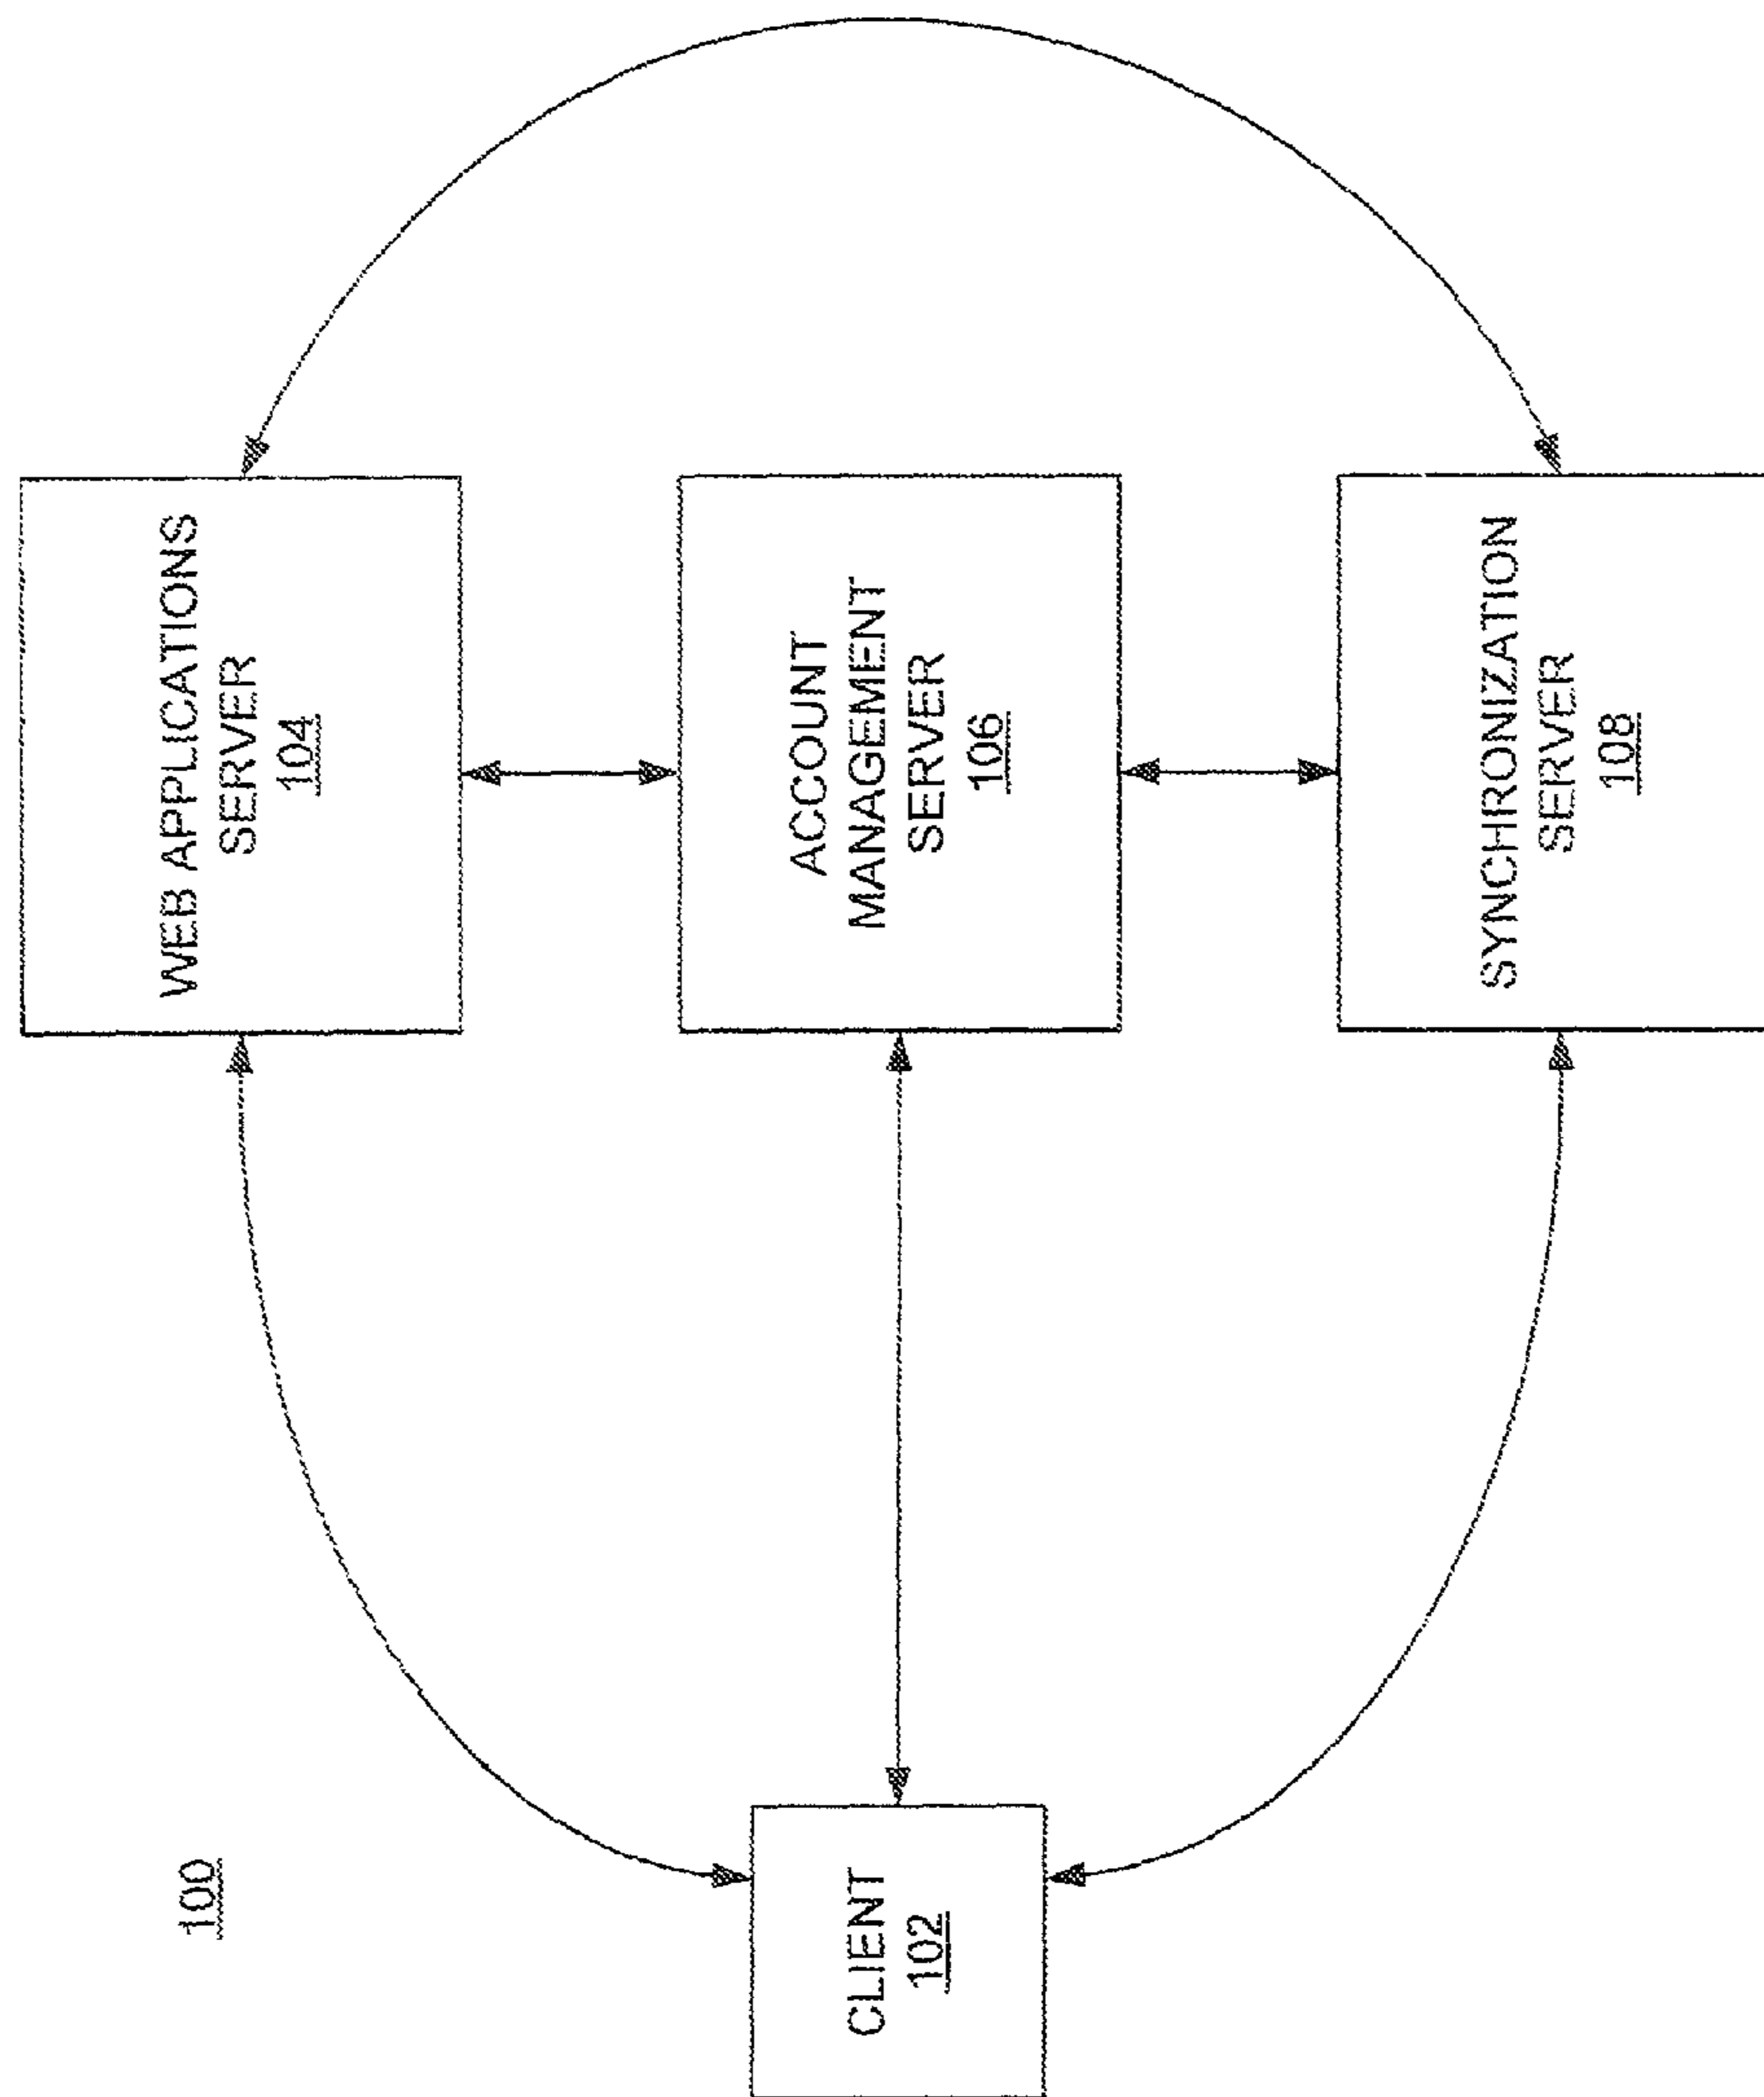 100
CLIENT
102
WEB APPLICATIONS
SERVER
104
ACCOUNT
MANAGEMENT
SERVER
106
SYNCHRONIZATION
SERVER
108